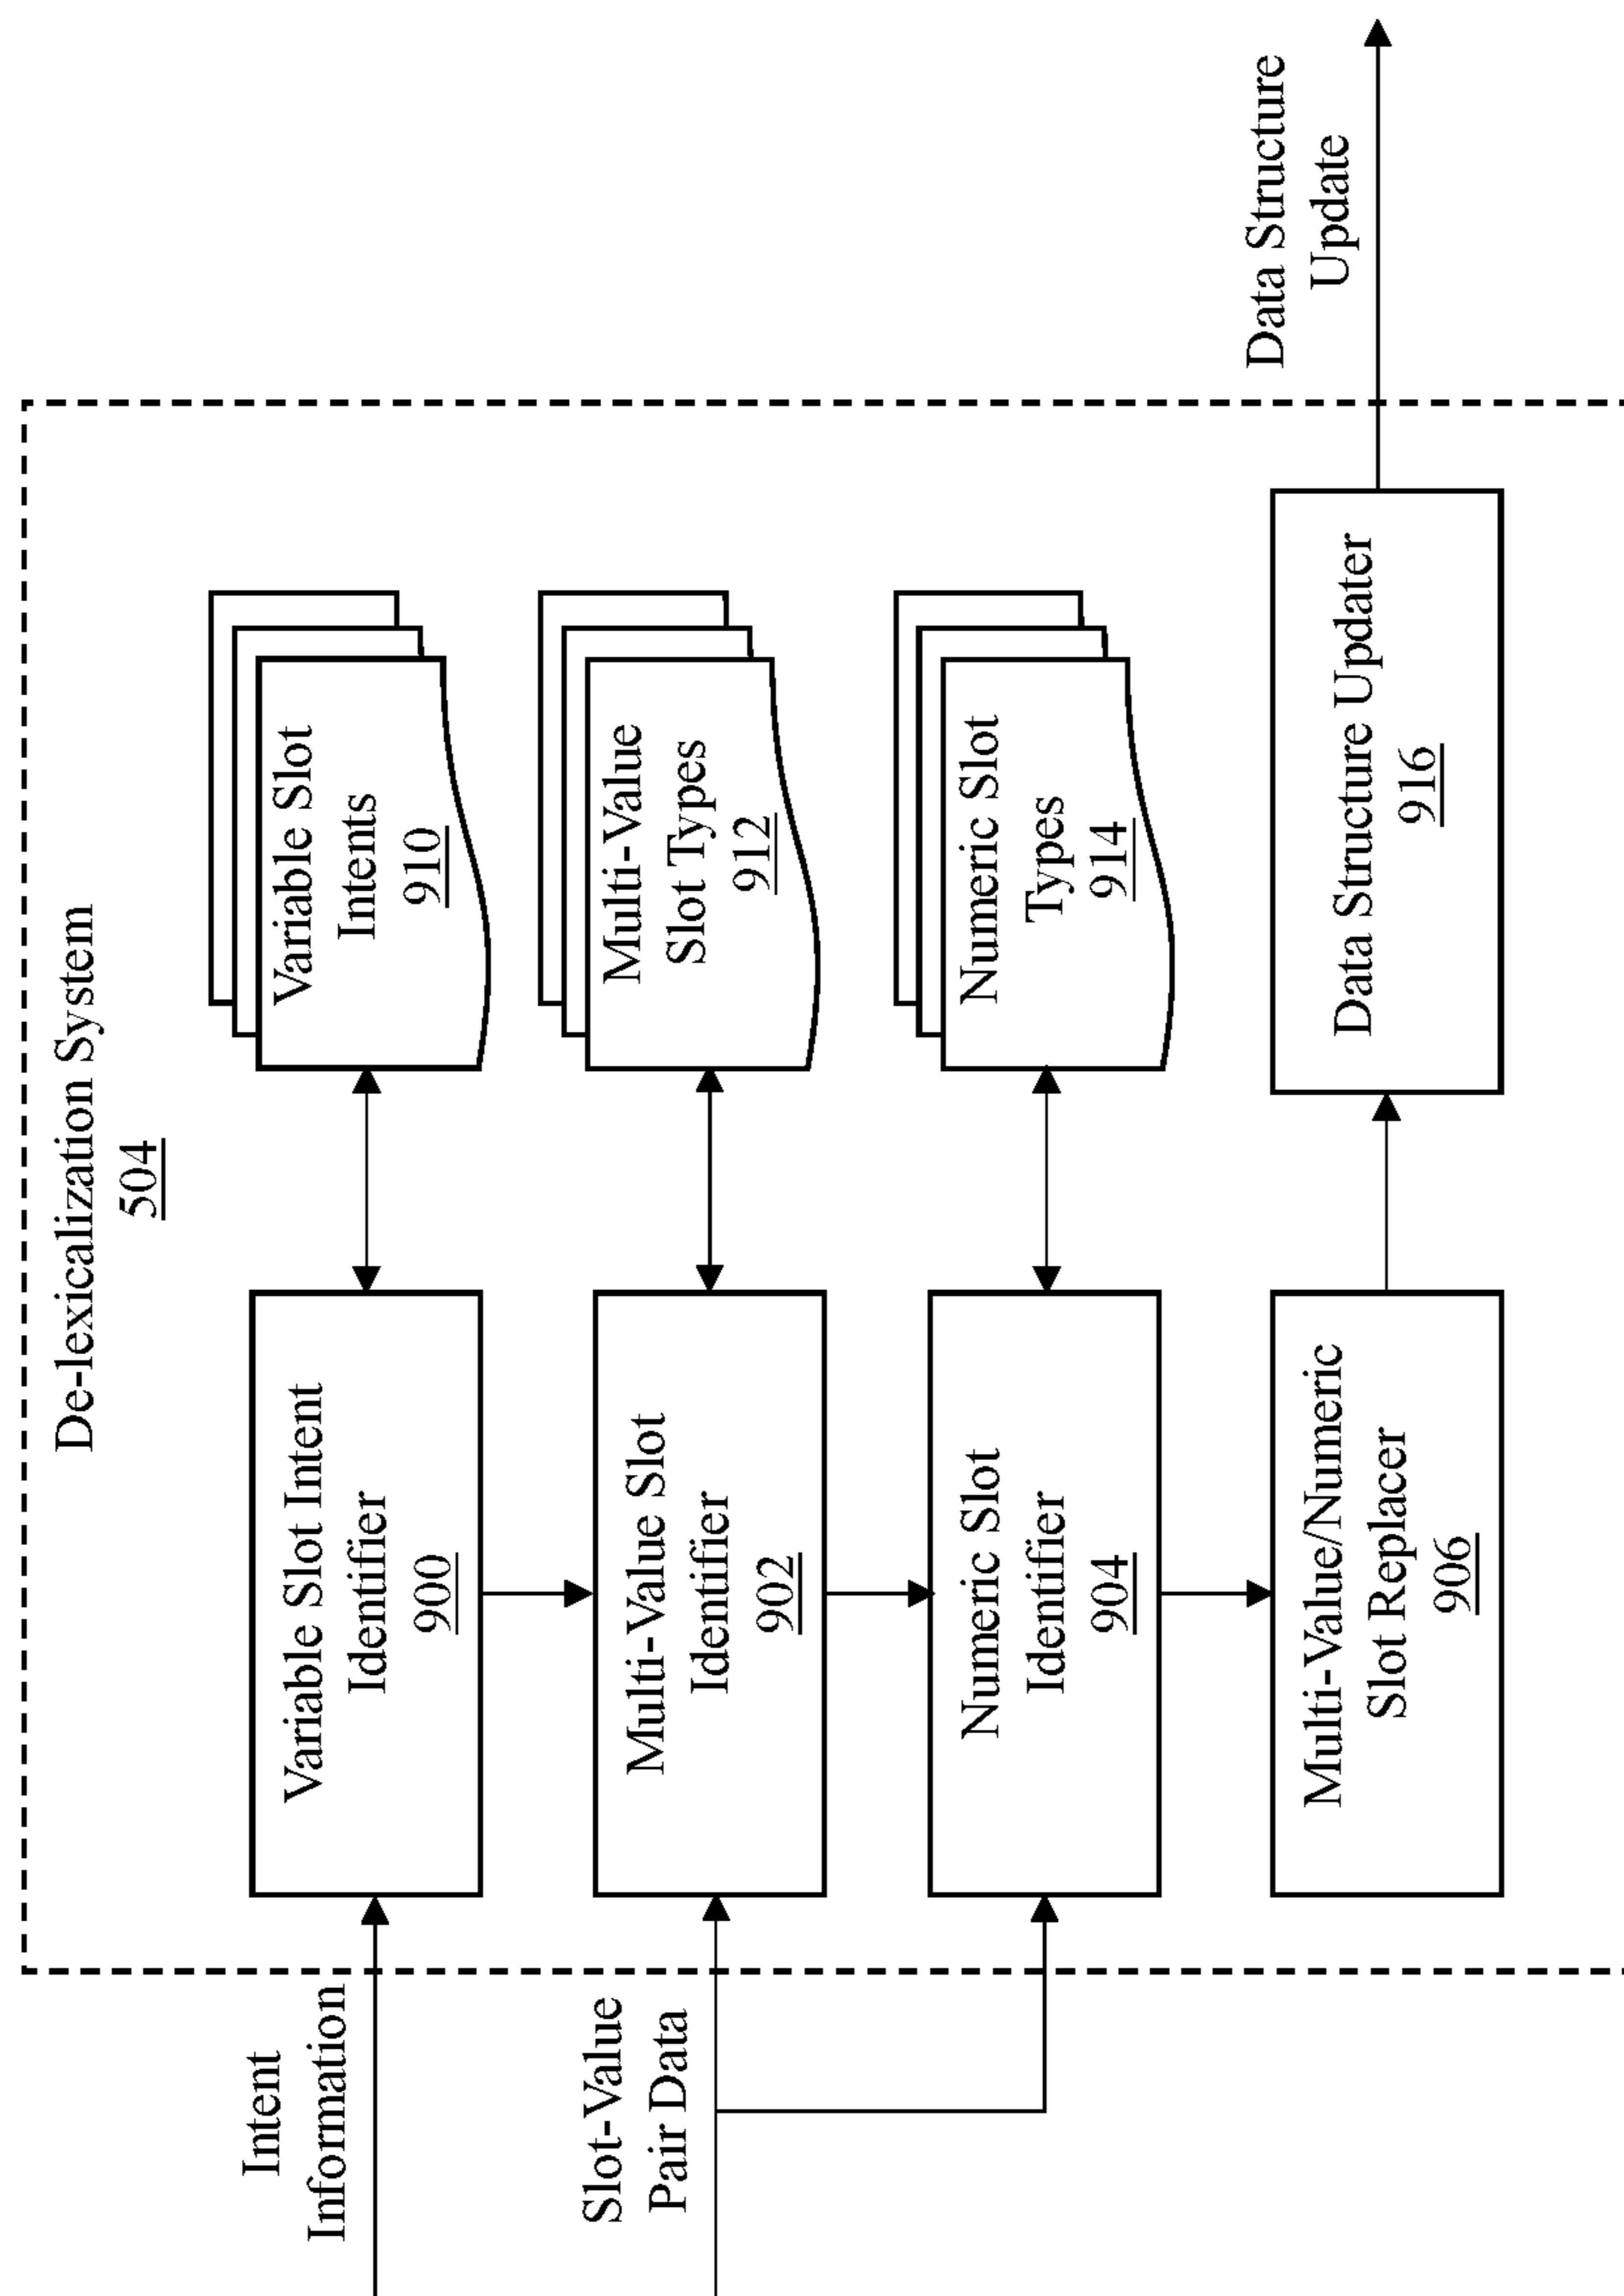 De-lexicalization System
504
Intent
Information
Variable Slot Intent
Identifier
900
Variable Slot
Intents
910
Slot-Value
Pair Data
Multi-Value Slot
Identifier
902
Multi-Value
Slot Types
912
Numeric Slot
Identifier
904
Numeric Slot
Types
914
Multi-Value/Numeric
Slot Replacer
906
Data Structure Updater
916
Data Structure
Update